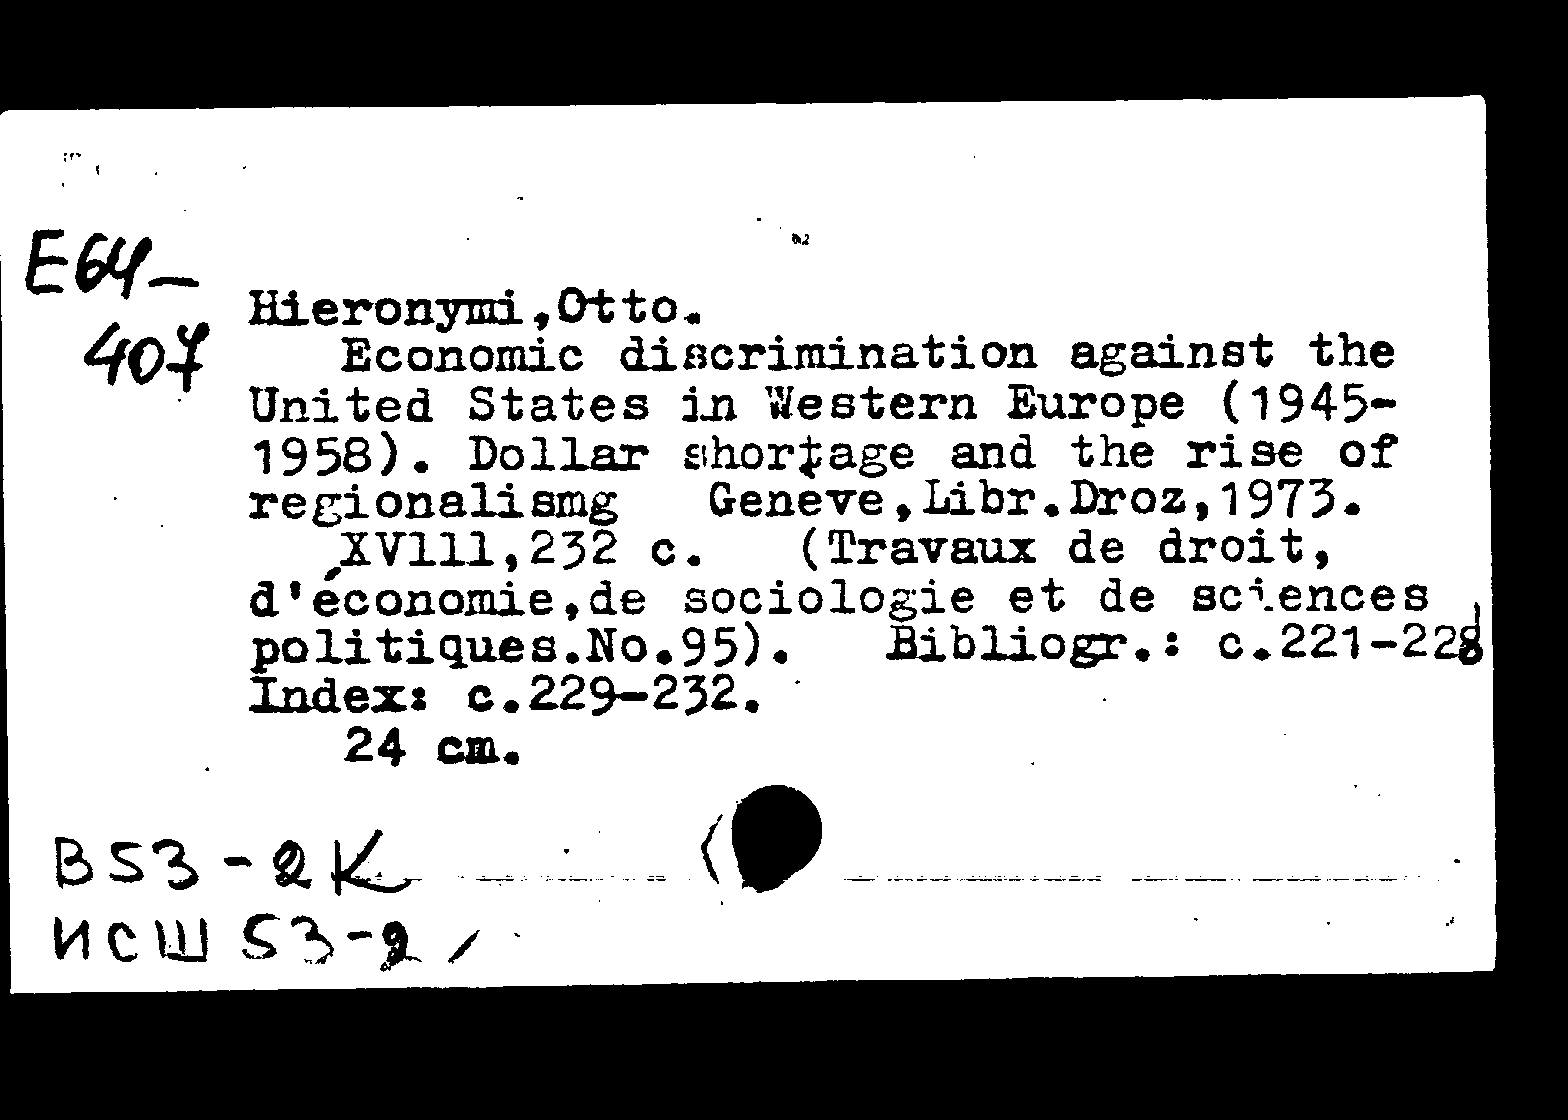 E64-
407
Hieronymi,Otto.
Economic discrimination against the
United States in Western Europe (1945-
1958). Dollar shortage and the rise of
regionalismg Geneve,Libr.Droz,1973.
XVlll,232 c. (Travaux de droit,
d'économie,de sociologie et de sciences
politiques.No.95). Bibliogr.: c.221-228
Index: c.229-232.
24 cm.
B53-2K
ИСШ 53-2